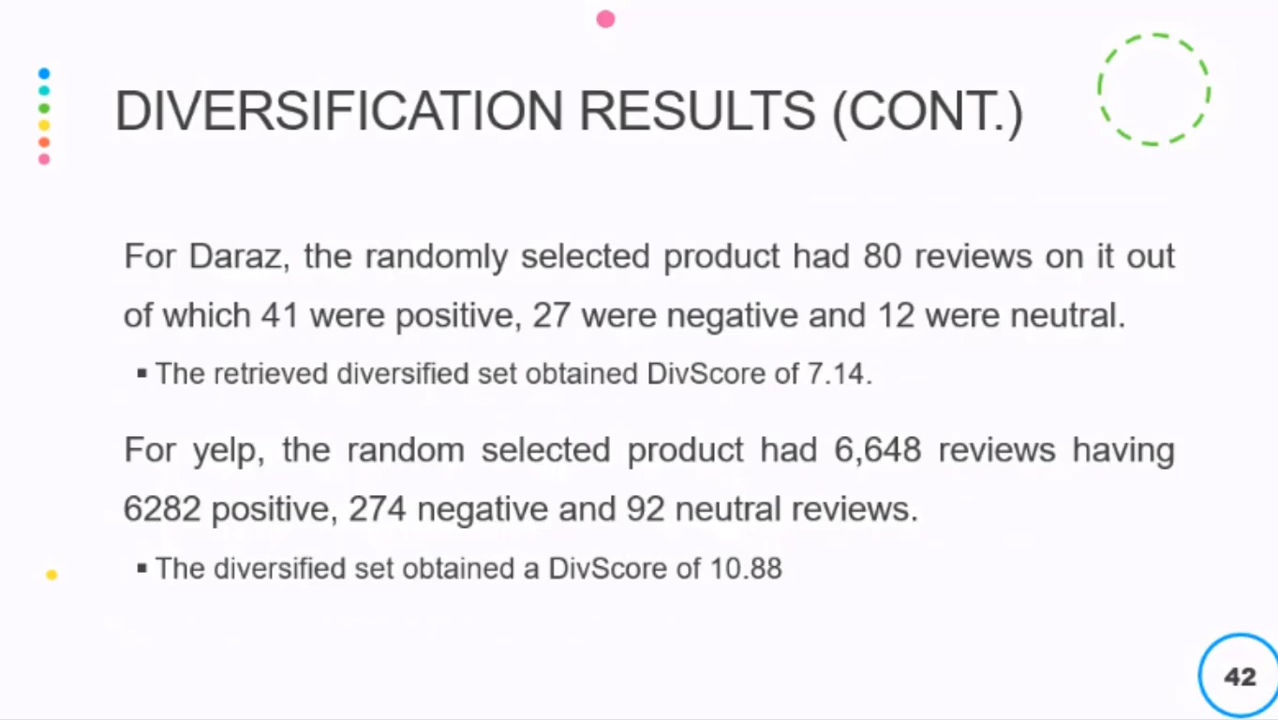 DIVERSIFICATION RESULTS (CONT.)
For Daraz, the randomly selected product had 80 reviews on it out
of which 41 were positive, 27 were negative and 12 were neutral.
▪ The retrieved diversified set obtained DivScore of 7.14.
For yelp, the random selected product had 6,648 reviews having
6282 positive, 274 negative and 92 neutral reviews.
▪ The diversified set obtained a DivScore of 10.88
42